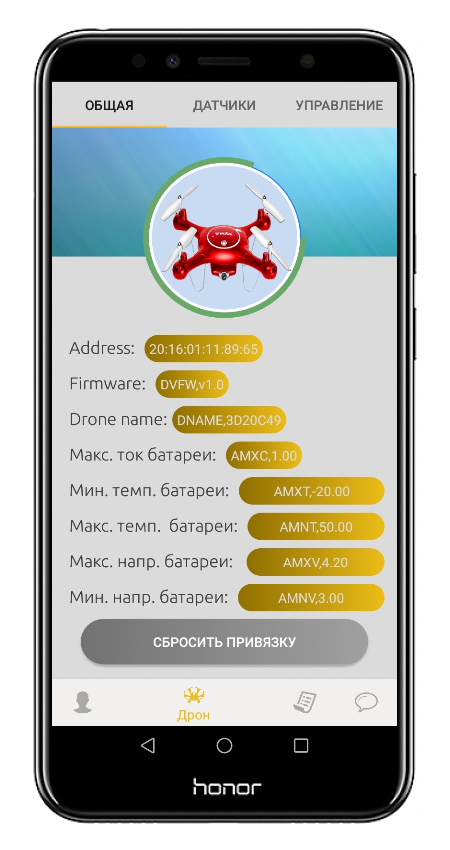 ОБЩАЯ ДАТЧИКИ УПРАВЛЕНИЕ
Address: 20:16:01:11:89:65
Firmware: DVFW,v1.0
Drone name: DNAME,3D20C49
Макс. ток батареи: AMXC,1.00
Мин. темп. батареи: AMXT,-20.00
Макс. темп. батареи: AMNT,50.00
Макс. напр. батареи: AMXV,4.20
Мин. напр. батареи: AMNV,3.00
СБРОСИТЬ ПРИВЯЗКУ
Дрон
honor